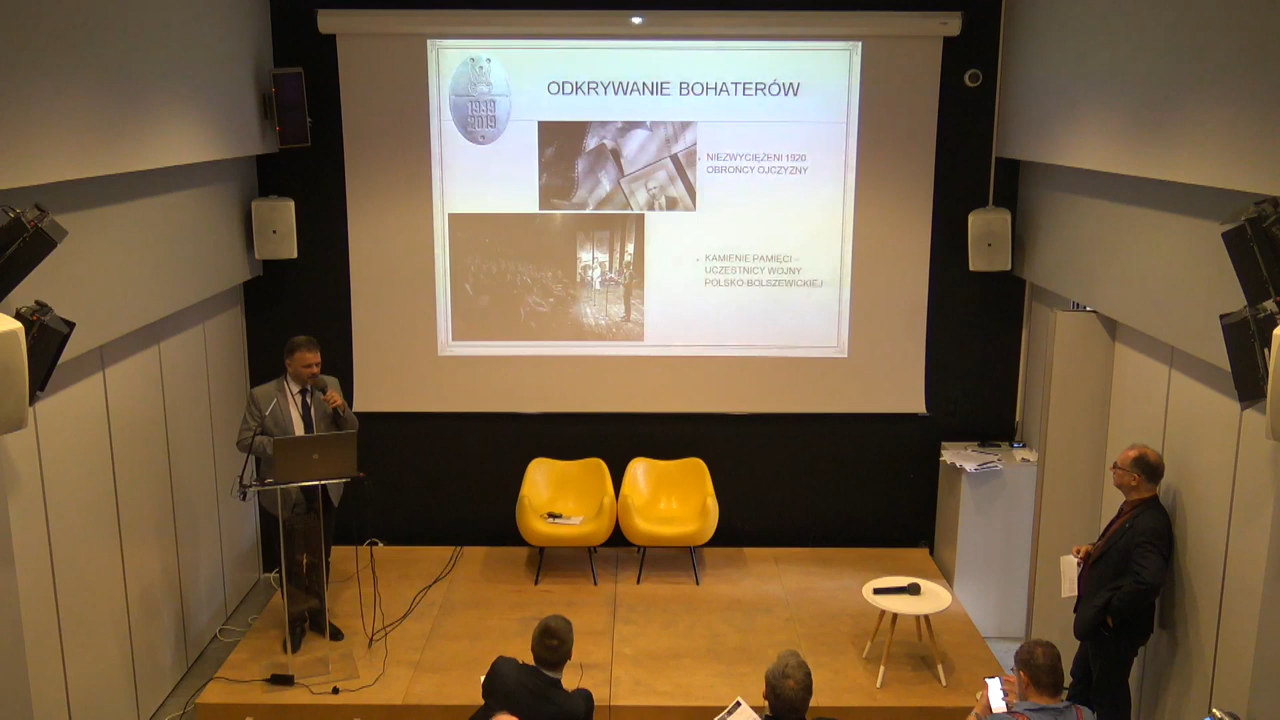 ODKRYWANIE BOHATERÓW
1939
2019
NIEZWYCIĘŻENI 1920.
OBROŃCY OJCZYZNY
KAMIENIE PAMIĘCI –
UCZESTNICY WOJNY
POLSKO-BOLSZEWICKIEJ